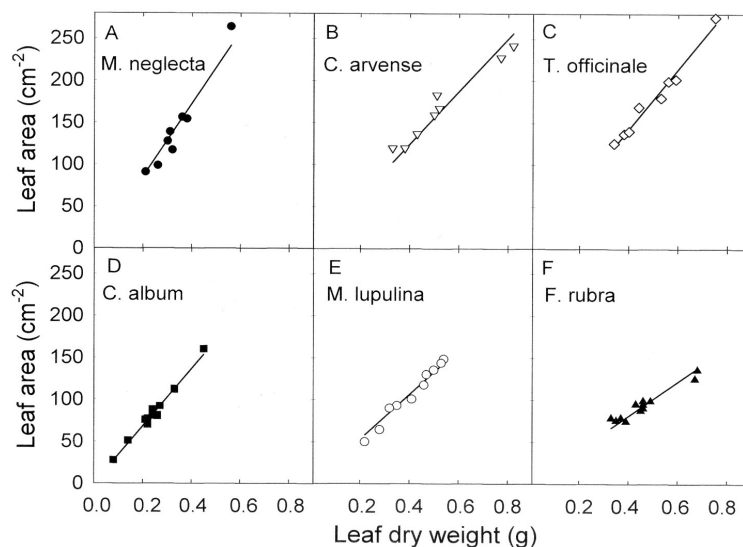 A
M. neglecta
B
C. arvense
C
T. officinale
250
200
150
100
50
0
Leaf area (cm-2)
D
C. album
E
M. lupulina
F
F. rubra
250
200
150
100
50
0
Leaf area (cm-2)
0.0 0.2 0.4 0.6 0.8 0.2 0.4 0.6 0.8 0.2 0.4 0.6 0.8
Leaf dry weight (g)